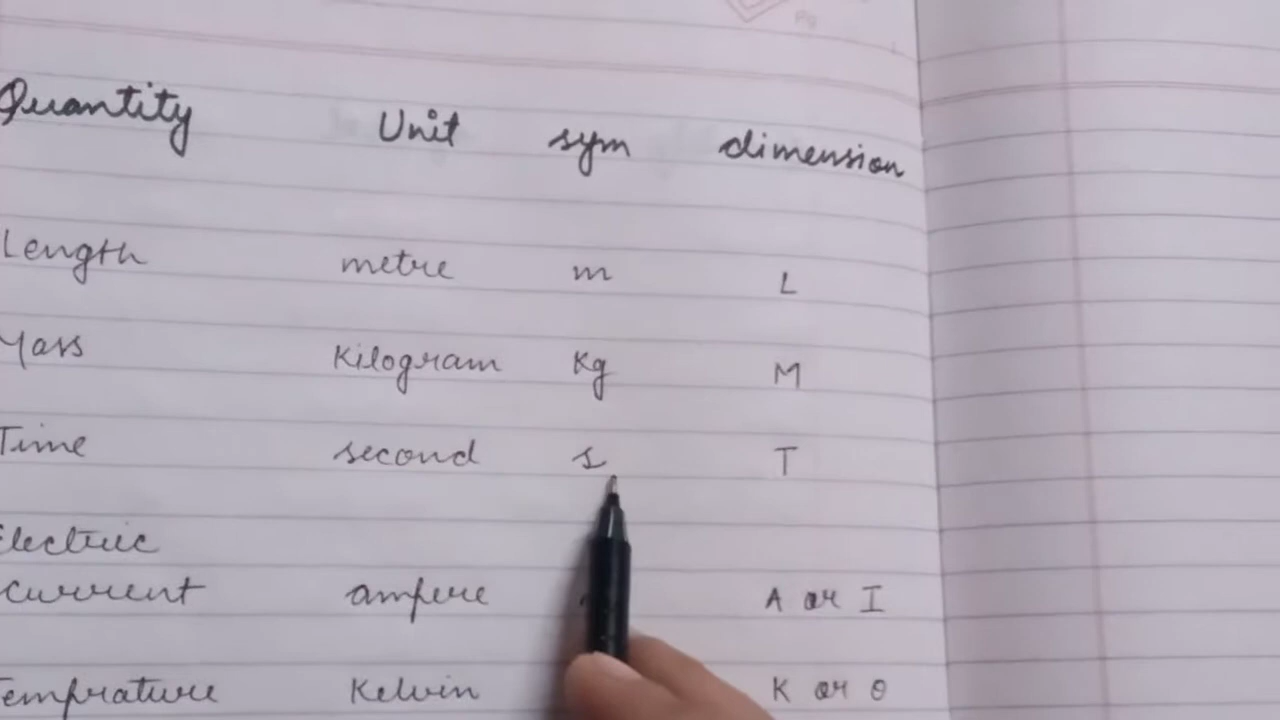 Quantity Unit sym dimension
Length metre m L
Mass Kilogram Kg M
Time second s T
Electric
current ampere A or I
Temprature Kelvin K or θ